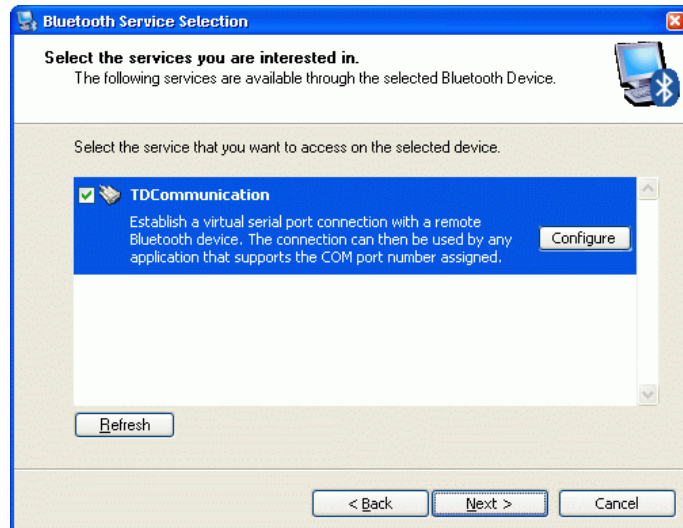 Bluetooth Service Selection
Select the services you are interested in.
The following services are available through the selected Bluetooth Device.
Select the service that you want to access on the selected device.
TDCommunication
Establish a virtual serial port connection with a remote
Bluetooth device. The connection can then be used by any
application that supports the COM port number assigned.
Configure
Refresh
< Back
Next >
Cancel